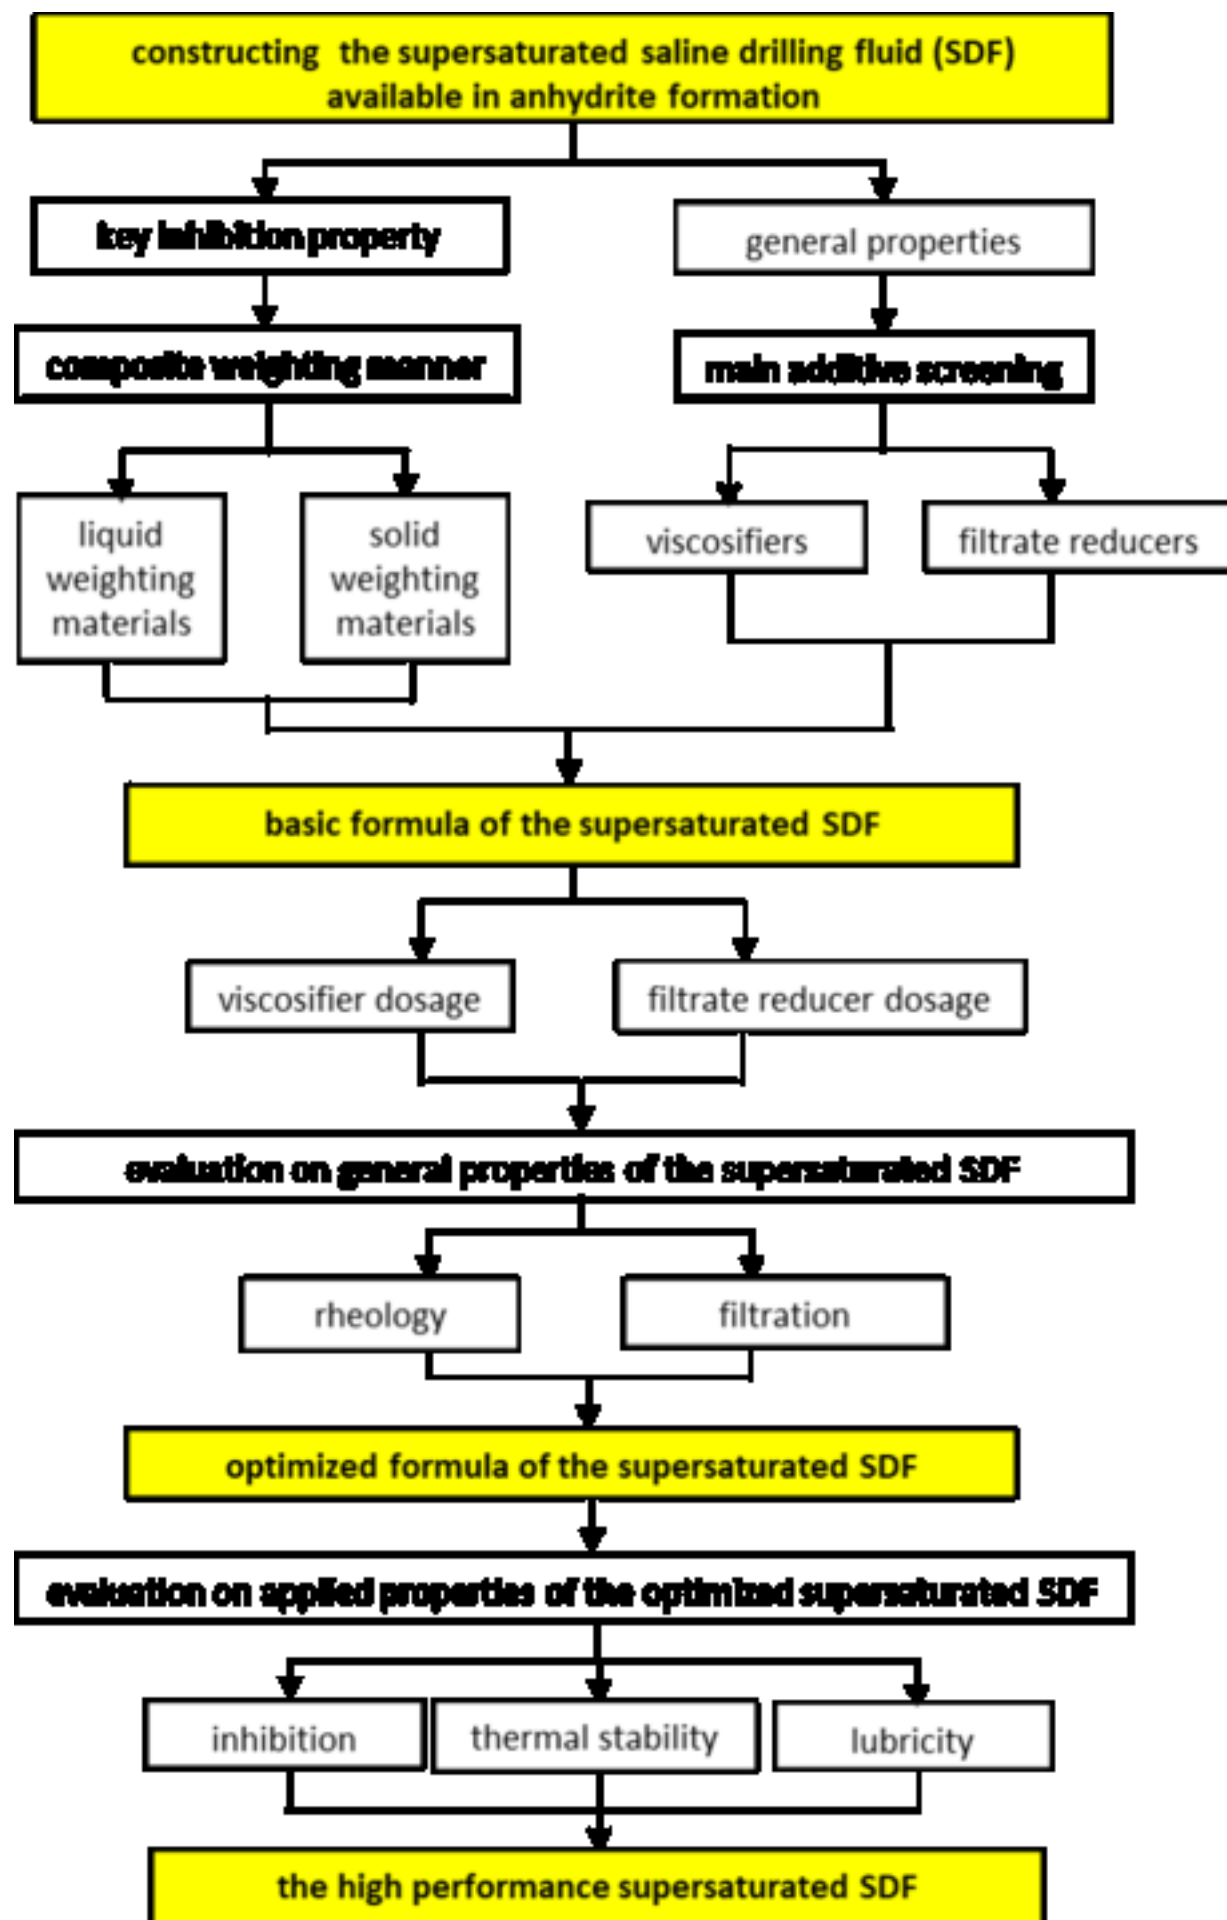 constructing the supersaturated saline drilling fluid (SDF)
available in anhydrite formation
key inhibition property
general properties
composite weighting manner
main additive screening
liquid
weighting
materials
solid
weighting
materials
viscosifiers
filtrate reducers
basic formula of the supersaturated SDF
viscosifier dosage
filtrate reducer dosage
evaluation on general properties of the supersaturated SDF
rheology
filtration
optimized formula of the supersaturated SDF
evaluation on applied properties of the optimized supersaturated SDF
inhibition
thermal stability
lubricity
the high performance supersaturated SDF